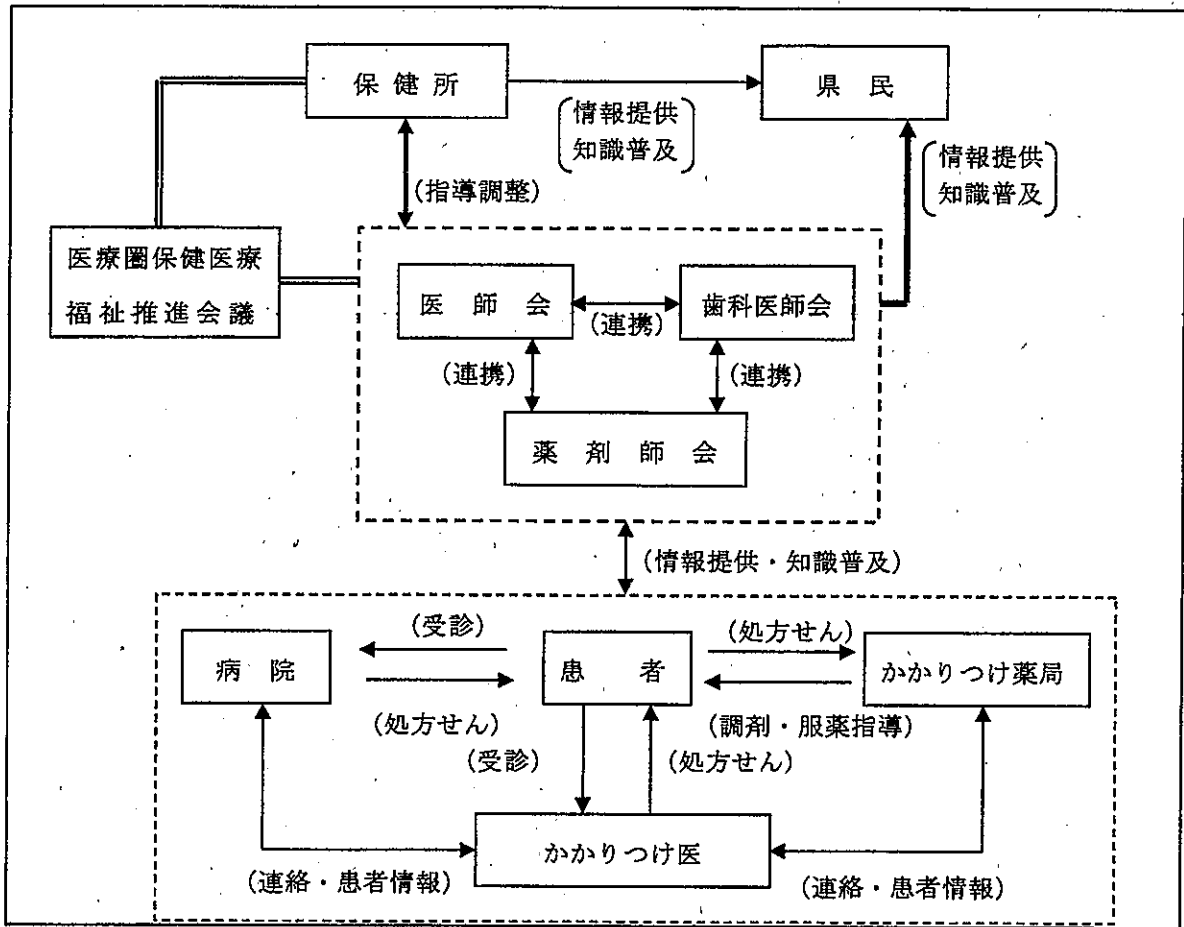 保健所
県民
情報提供
知識普及
情報提供
知識普及
(指導調整)
医療圏保健医療
福祉推進会議
医師会
歯科医師会
(連携)
(連携)
(連携)
薬剤師会
(情報提供・知識普及)
(受診)
(処方せん)
病院
患者
かかりつけ薬局
(処方せん)
(調剤・服薬指導)
(受診)
(処方せん)
かかりつけ医
(連絡・患者情報)
(連絡・患者情報)